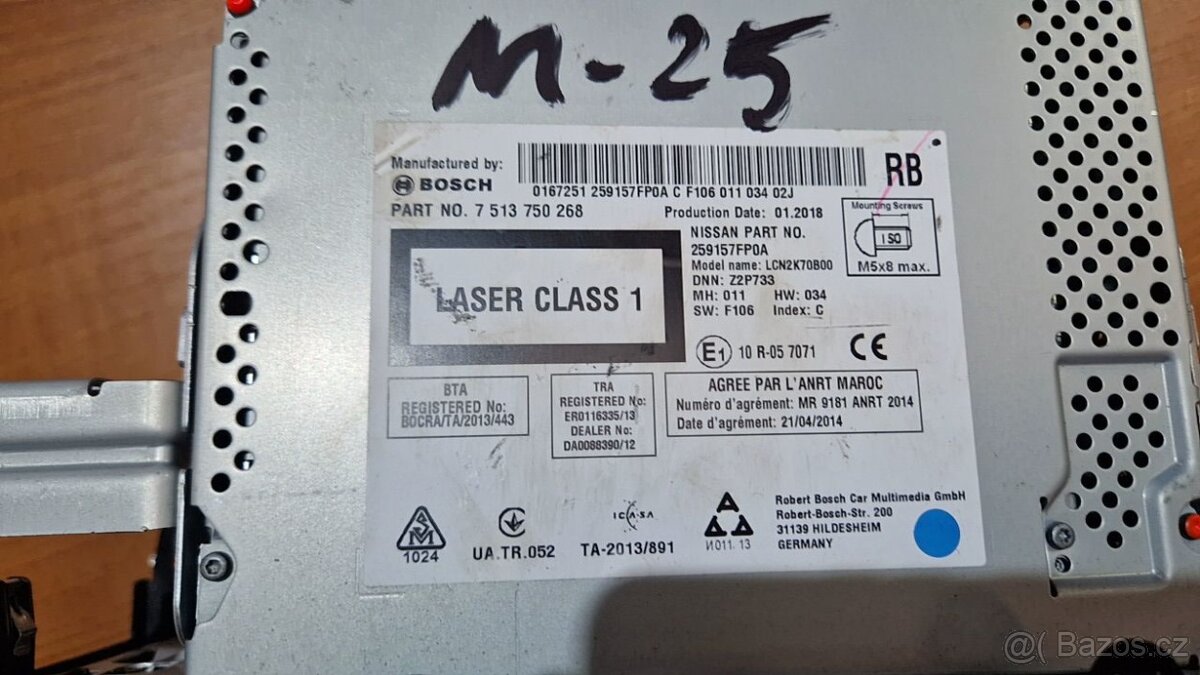 M-25
Manufactured by:
BOSCH
0167251 259157FP0A C F106 011 034 02J
RB
PART NO. 7 513 750 268
Production Date: 01.2018
Mounting Screws
ISO
M5x8 max.
NISSAN PART NO.
259157FP0A
Model name: LCN2K70B00
DNN: Z2P733
MH: 011 HW: 034
SW: F106 Index: C
LASER CLASS 1
E1 10 R-05 7071 CE
BTA
REGISTERED No:
BOCRA/TA/2013/443
TRA
REGISTERED No:
ER0116335/13
DEALER No:
DA0088390/12
AGREE PAR L'ANRT MAROC
Numéro d'agrément: MR 9181 ANRT 2014
Date d'agrément: 21/04/2014
1024
UA.TR.052
ICASA
TA-2013/891
И011. 13
Robert Bosch Car Multimedia GmbH
Robert-Bosch-Str. 200
31139 HILDESHEIM
GERMANY
@( Bazos.cz